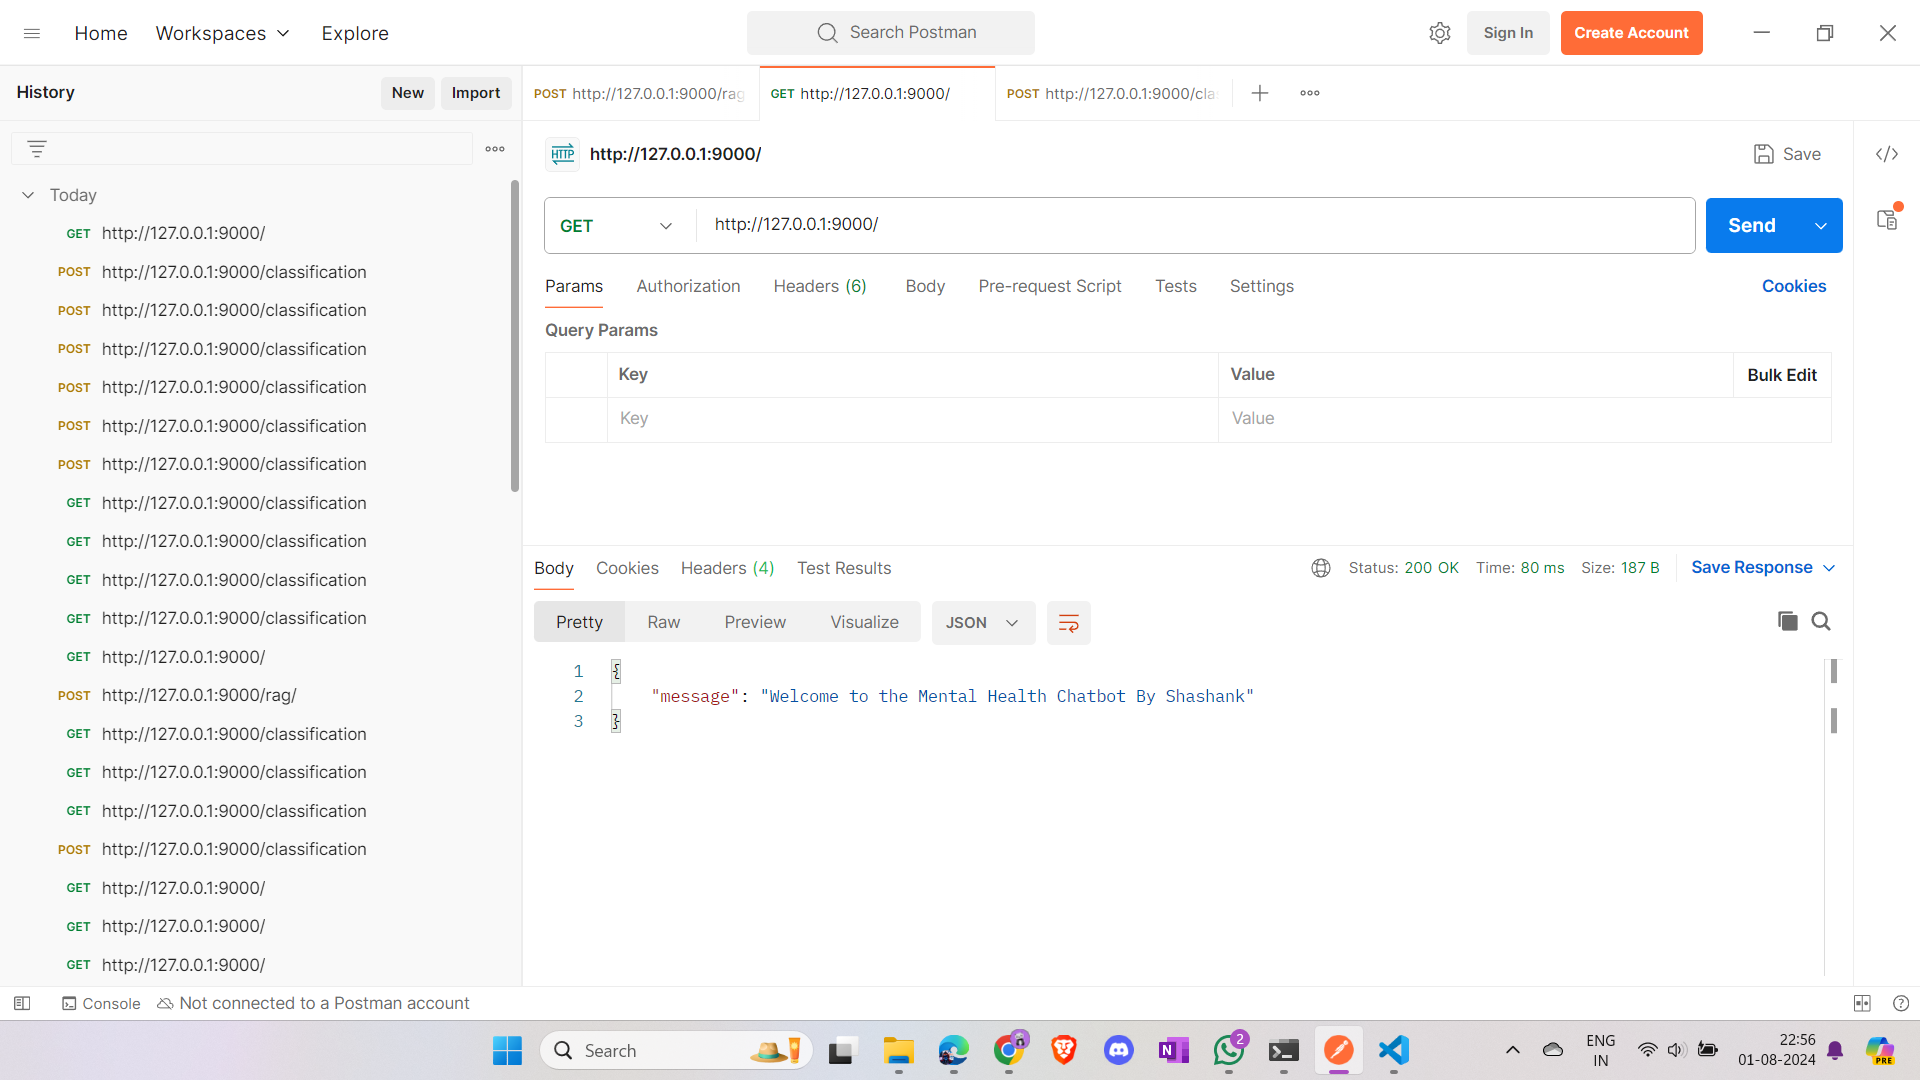 Home Workspaces Explore Search Postman Sign In Create Account
History New Import
POST http://127.0.0.1:9000/rag GET http://127.0.0.1:9000/ POST http://127.0.0.1:9000/cla
HTTP http://127.0.0.1:9000/ Save
Today
GET http://127.0.0.1:9000/
POST http://127.0.0.1:9000/classification
POST http://127.0.0.1:9000/classification
POST http://127.0.0.1:9000/classification
POST http://127.0.0.1:9000/classification
POST http://127.0.0.1:9000/classification
POST http://127.0.0.1:9000/classification
GET http://127.0.0.1:9000/classification
GET http://127.0.0.1:9000/classification
GET http://127.0.0.1:9000/classification
GET http://127.0.0.1:9000/classification
GET http://127.0.0.1:9000/
POST http://127.0.0.1:9000/rag/
GET http://127.0.0.1:9000/classification
GET http://127.0.0.1:9000/classification
GET http://127.0.0.1:9000/classification
POST http://127.0.0.1:9000/classification
GET http://127.0.0.1:9000/
GET http://127.0.0.1:9000/
GET http://127.0.0.1:9000/
GET http://127.0.0.1:9000/ Send
Params Authorization Headers (6) Body Pre-request Script Tests Settings Cookies
Query Params
Key Value Bulk Edit
Key Value
Body Cookies Headers (4) Test Results Status: 200 OK Time: 80 ms Size: 187 B Save Response
Pretty Raw Preview Visualize JSON
1 {
2 "message": "Welcome to the Mental Health Chatbot By Shashank"
3 }
Console Not connected to a Postman account
Search 2 ENG 22:56
IN 01-08-2024 PRE